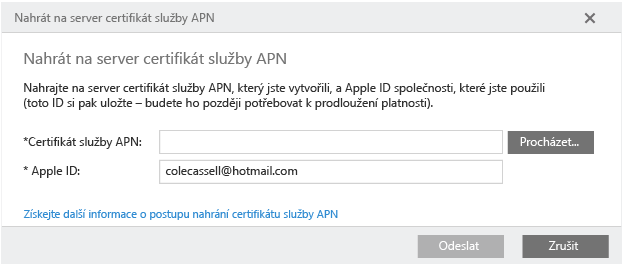 Nahrát na server certifikát služby APN
Nahrát na server certifikát služby APN
Nahrajte na server certifikát služby APN, který jste vytvořili, a Apple ID společnosti, které jste použili
(toto ID si pak uložte – budete ho později potřebovat k prodloužení platnosti).
*Certifikát služby APN:
Procházet...
* Apple ID:
colecassell@hotmail.com
Získejte další informace o postupu nahrání certifikátu služby APN
Odeslat
Zrušit